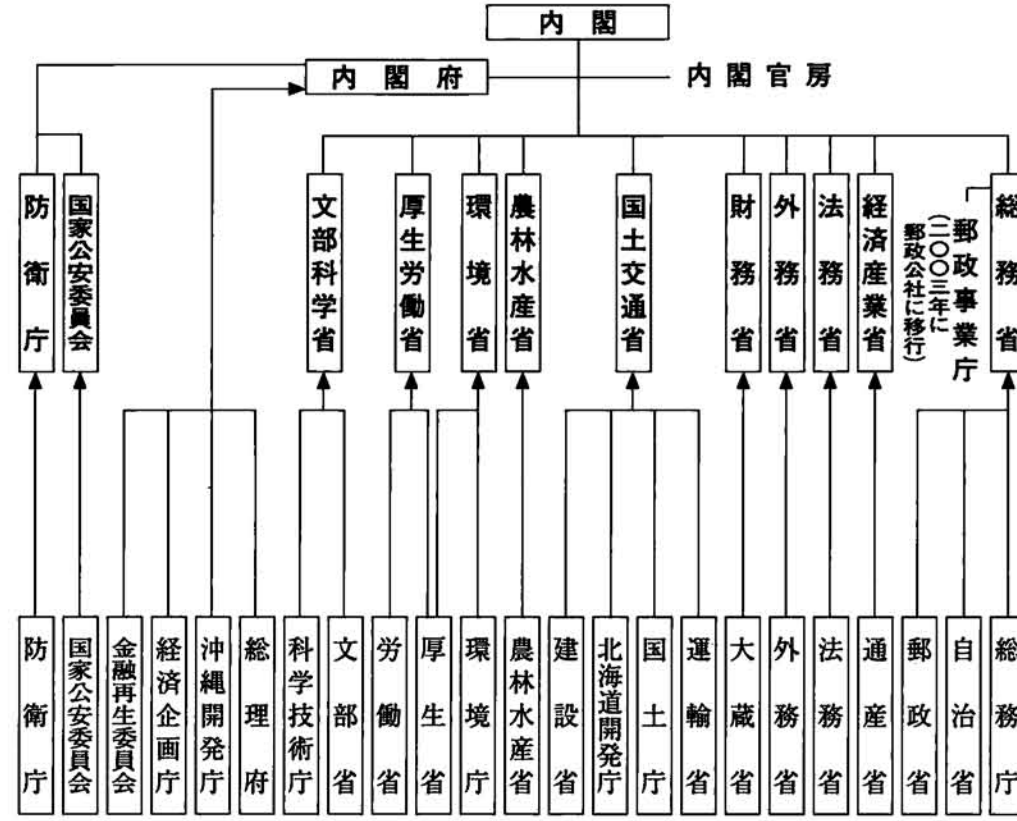 内閣
内閣府
内閣官房
防衛庁
国家公安委員会
文部科学省
厚生労働省
環境省
農林水産省
国土交通省
財務省
外務省
法務省
経済産業省
総務省
郵政事業庁
(二〇〇三年に
郵政公社に移行)
防衛庁
国家公安委員会
金融再生委員会
経済企画庁
沖縄開発庁
総理府
科学技術庁
文部省
労働省
厚生省
環境庁
農林水産省
建設省
北海道開発庁
国土庁
運輸省
大蔵省
外務省
法務省
通産省
郵政省
自治省
総務庁